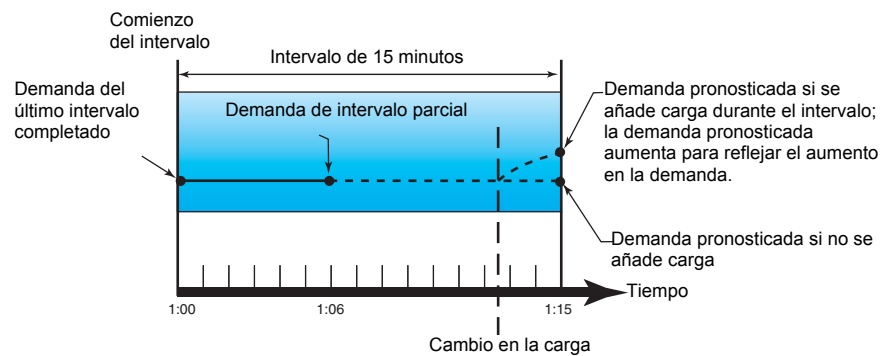 Comienzo
del intervalo
Intervalo de 15 minutos
Demanda del
último intervalo
completado
Demanda de intervalo parcial
Demanda pronosticada si se
añade carga durante el intervalo;
la demanda pronosticada
aumenta para reflejar el aumento
en la demanda.
Demanda pronosticada si no se
añade carga
Tiempo
1:00
1:06
1:15
Cambio en la carga